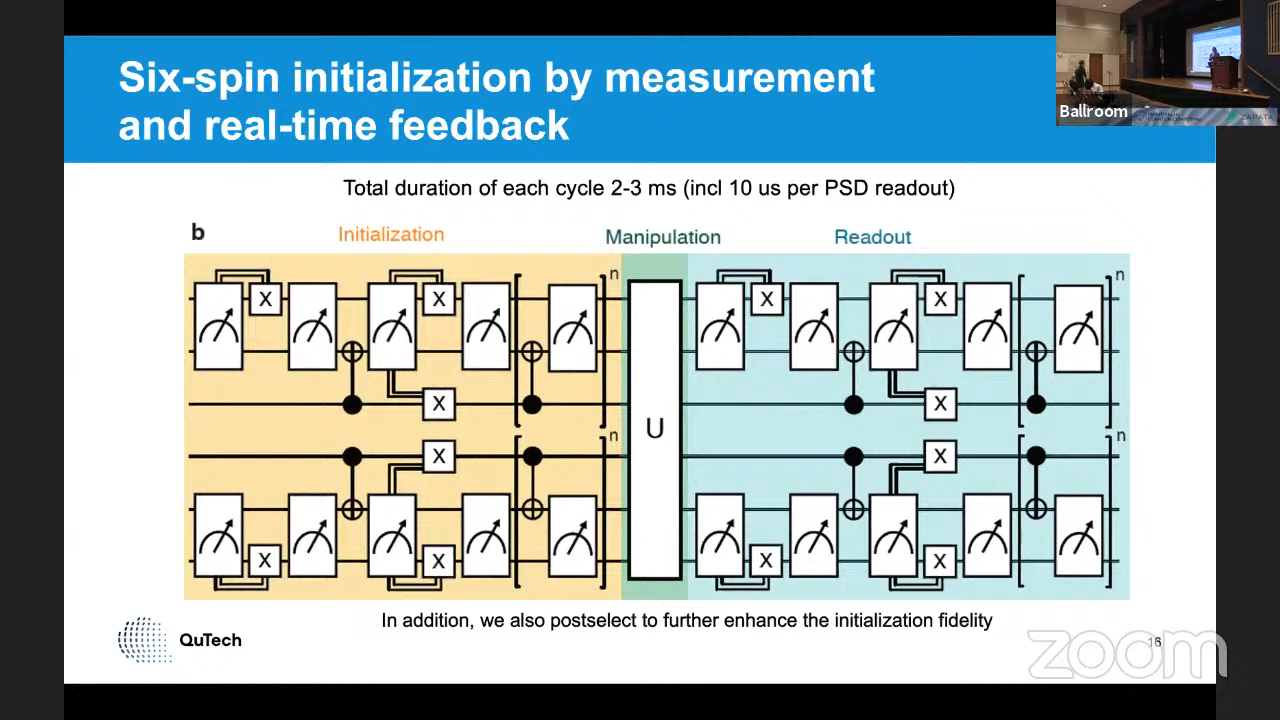 Six-spin initialization by measurement
and real-time feedback
Ballroom
ZAPATA
Total duration of each cycle 2-3 ms (incl 10 us per PSD readout)
b
Initialization
Manipulation
Readout
n
n
X
X
X
X
X
X
n
n
U
X
X
X
X
X
X
In addition, we also postselect to further enhance the initialization fidelity
QuTech
16
zoom